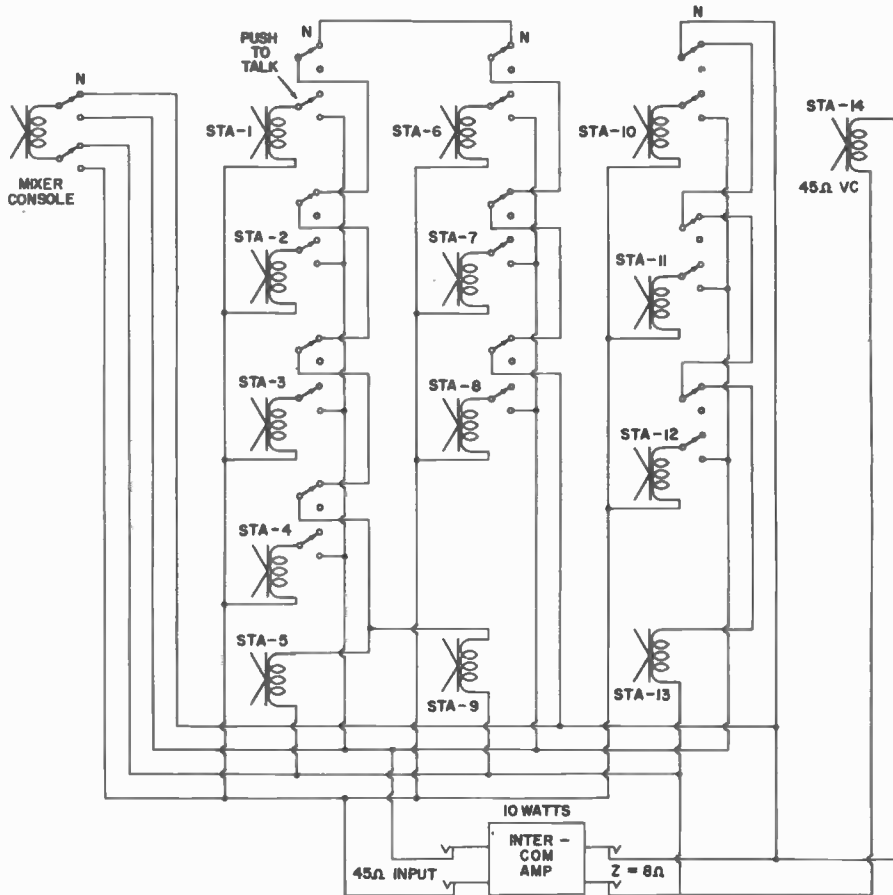 N
N
N
PUSH
TO
TALK
N
STA-1
STA-6
STA-10
STA-14
MIXER
CONSOLE
45Ω VC
STA-2
STA-7
STA-11
STA-3
STA-8
STA-12
STA-4
STA-5
STA-9
STA-13
10 WATTS
45Ω INPUT
INTER -
COM
AMP
Z = 8Ω